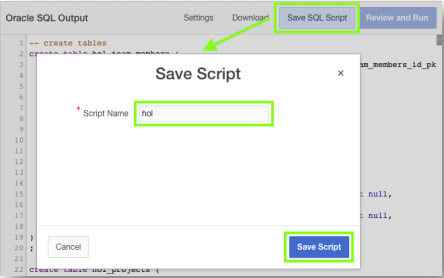 Oracle SQL Output Settings Download Save SQL Script Review and Run
1 -- create tables
2 create table hol_team_members (
3 am_members_id_pk
4
5
6
7
8
9
10
11
12
13
14
15 t null,
16
17 t null,
18
19 )
20 ;
21
22 create table hol_projects (
Save Script ×
* Script Name hol
Cancel Save Script